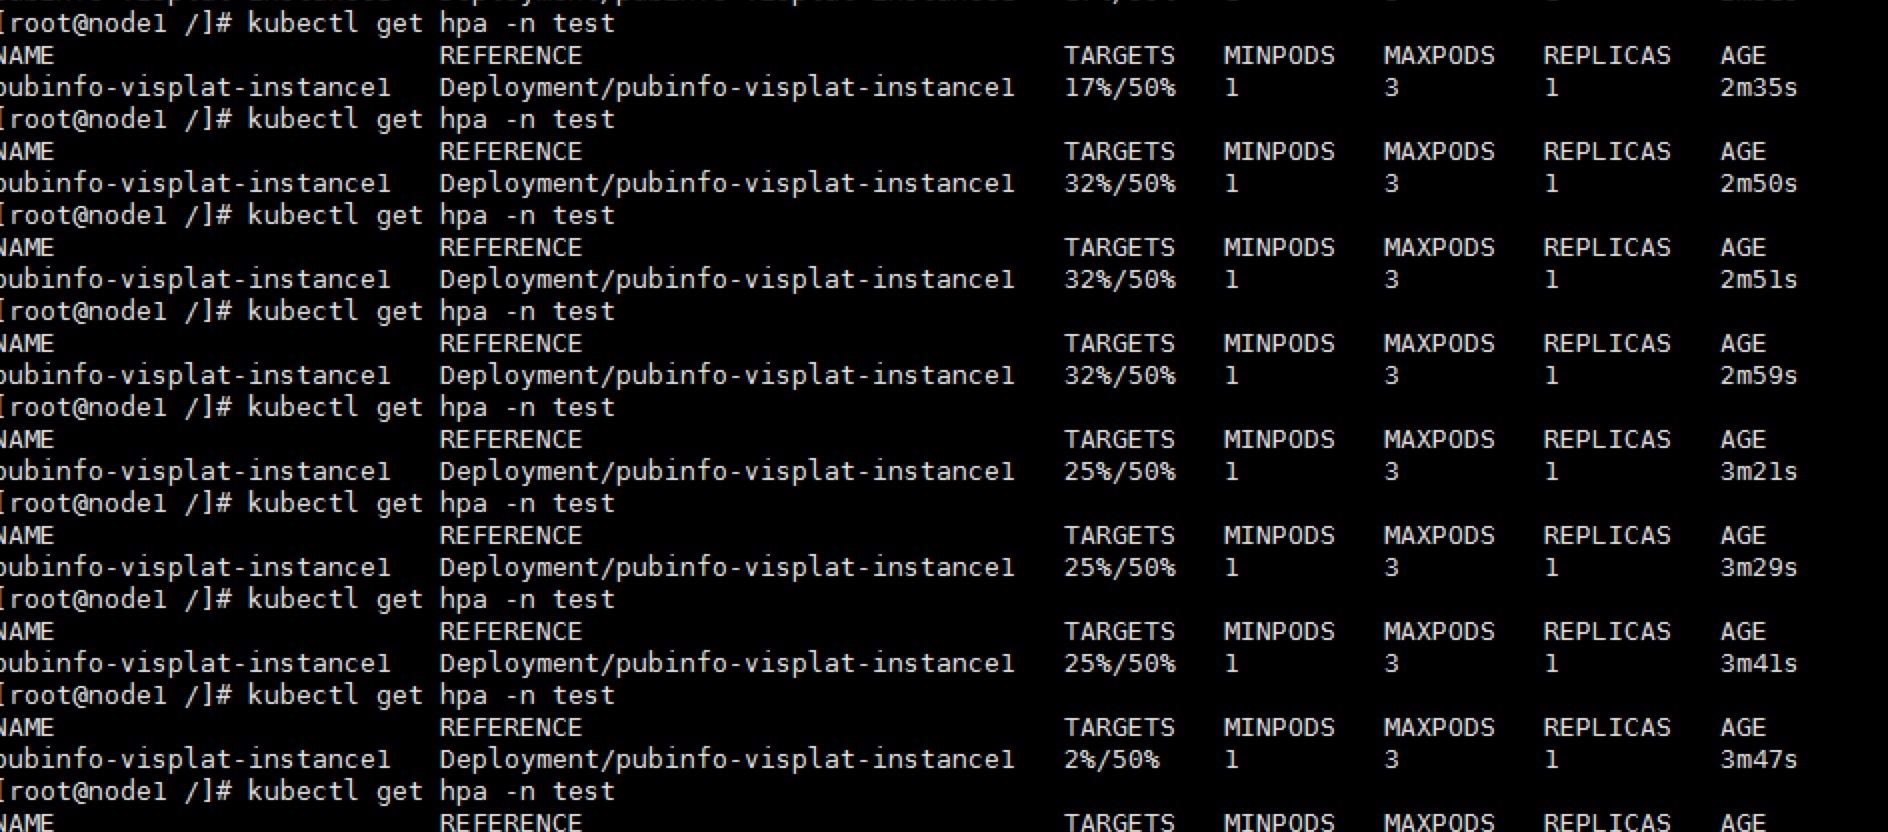 [root@node1 /]# kubectl get hpa -n test
NAME REFERENCE TARGETS MINPODS MAXPODS REPLICAS AGE
pubinfo-visplat-instance1 Deployment/pubinfo-visplat-instance1 17%/50% 1 3 1 2m35s
[root@node1 /]# kubectl get hpa -n test
NAME REFERENCE TARGETS MINPODS MAXPODS REPLICAS AGE
pubinfo-visplat-instance1 Deployment/pubinfo-visplat-instance1 32%/50% 1 3 1 2m50s
[root@node1 /]# kubectl get hpa -n test
NAME REFERENCE TARGETS MINPODS MAXPODS REPLICAS AGE
pubinfo-visplat-instance1 Deployment/pubinfo-visplat-instance1 32%/50% 1 3 1 2m51s
[root@node1 /]# kubectl get hpa -n test
NAME REFERENCE TARGETS MINPODS MAXPODS REPLICAS AGE
pubinfo-visplat-instance1 Deployment/pubinfo-visplat-instance1 32%/50% 1 3 1 2m59s
[root@node1 /]# kubectl get hpa -n test
NAME REFERENCE TARGETS MINPODS MAXPODS REPLICAS AGE
pubinfo-visplat-instance1 Deployment/pubinfo-visplat-instance1 25%/50% 1 3 1 3m21s
[root@node1 /]# kubectl get hpa -n test
NAME REFERENCE TARGETS MINPODS MAXPODS REPLICAS AGE
pubinfo-visplat-instance1 Deployment/pubinfo-visplat-instance1 25%/50% 1 3 1 3m29s
[root@node1 /]# kubectl get hpa -n test
NAME REFERENCE TARGETS MINPODS MAXPODS REPLICAS AGE
pubinfo-visplat-instance1 Deployment/pubinfo-visplat-instance1 25%/50% 1 3 1 3m41s
[root@node1 /]# kubectl get hpa -n test
NAME REFERENCE TARGETS MINPODS MAXPODS REPLICAS AGE
pubinfo-visplat-instance1 Deployment/pubinfo-visplat-instance1 2%/50% 1 3 1 3m47s
[root@node1 /]# kubectl get hpa -n test
NAME REFERENCE TARGETS MINPODS MAXPODS REPLICAS AGE